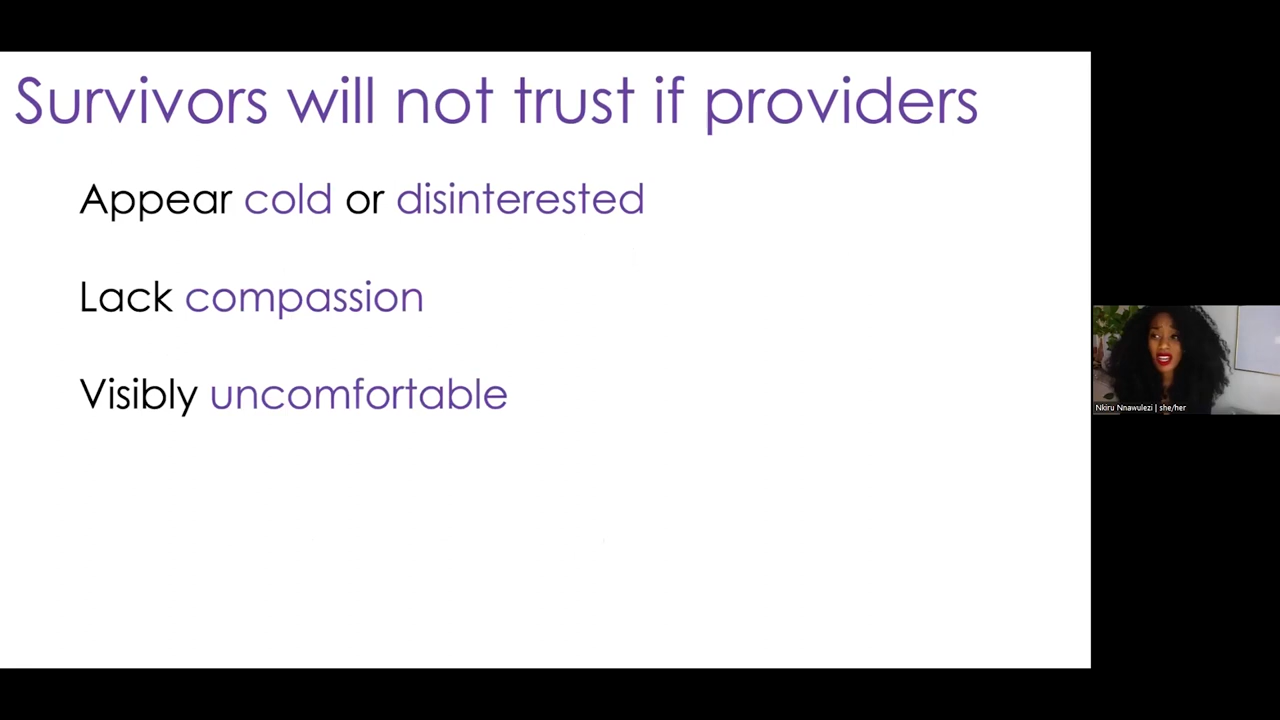 Survivors will not trust if providers
Appear cold or disinterested
Lack compassion
Visibly uncomfortable
Nkiru Nnawulezi | she/her